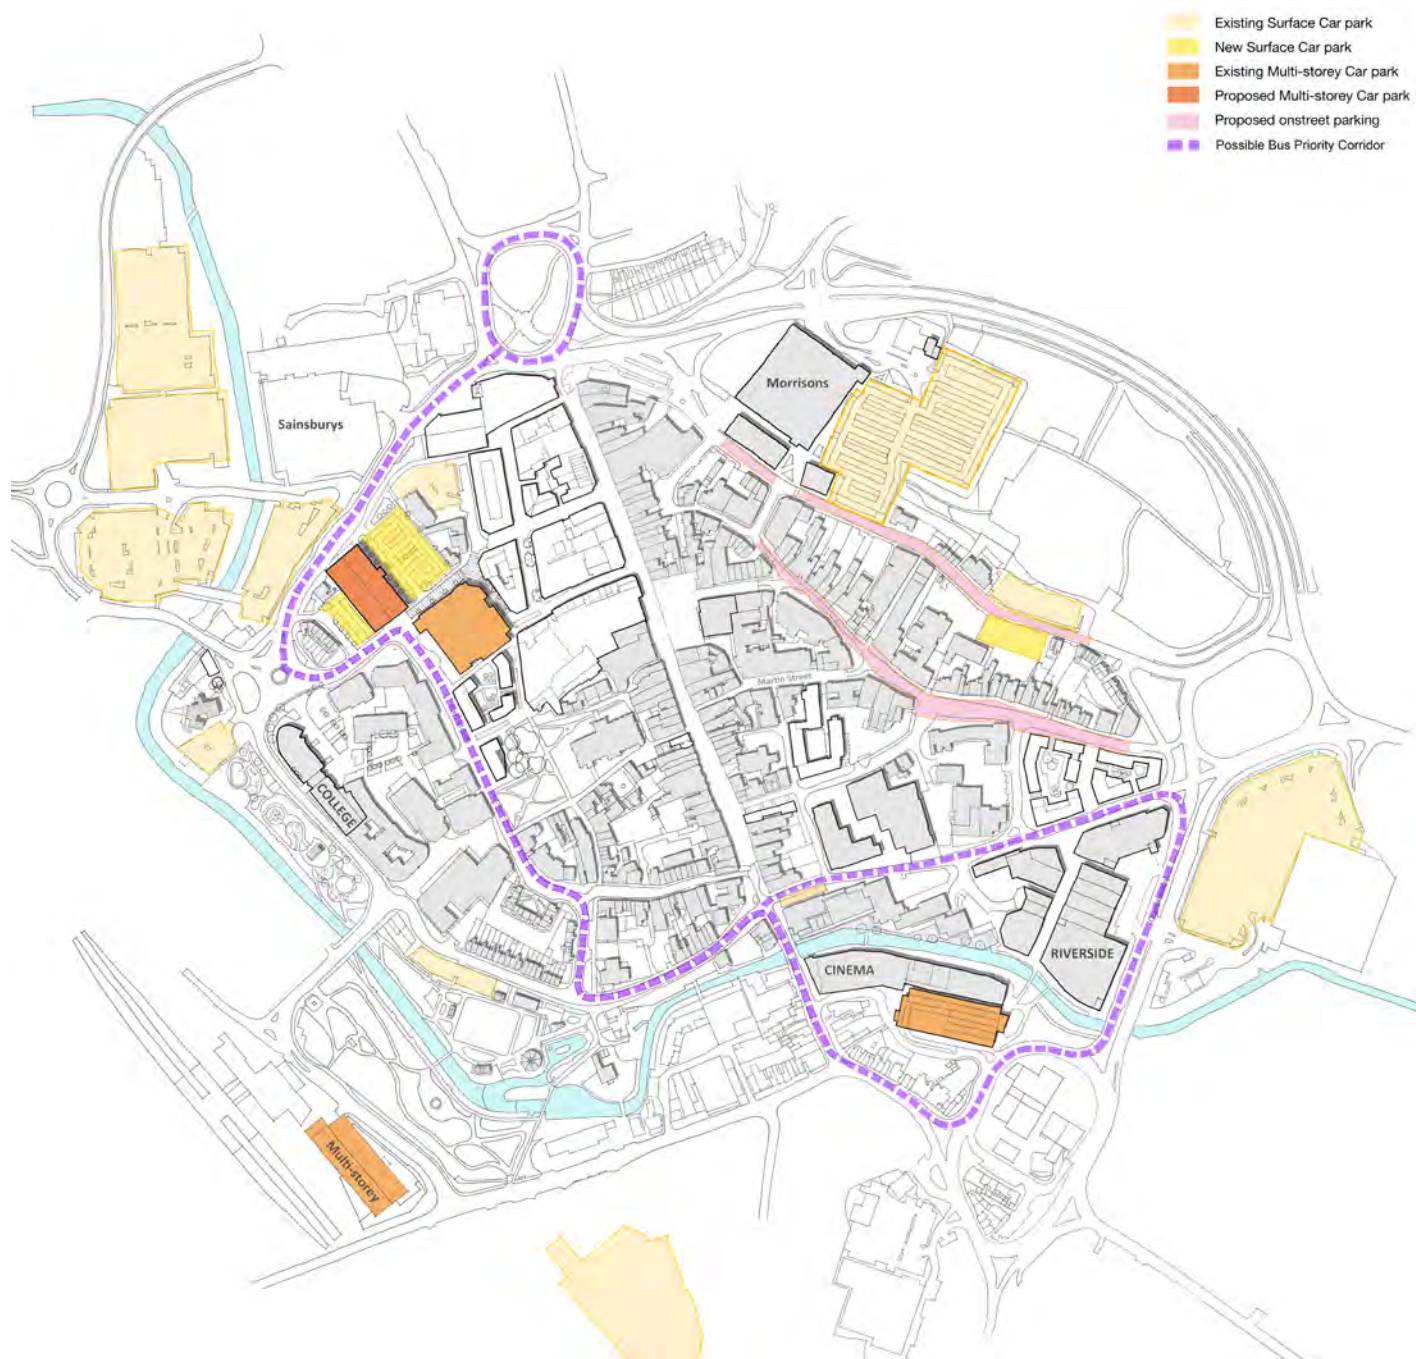 Existing Surface Car park
New Surface Car park
Existing Multi-storey Car park
Proposed Multi-storey Car park
Proposed onstreet parking
Possible Bus Priority Corridor
Morrisons
Sainsburys
Martin Street
COLLEGE
RIVERSIDE
CINEMA
Multi-storey